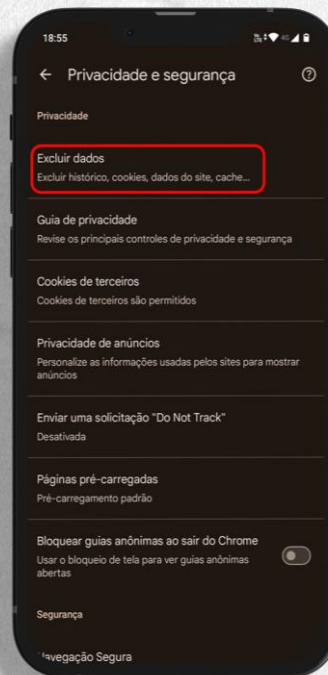 18:55
4G
Privacidade e segurança
Privacidade
Excluir dados
Excluir histórico, cookies, dados do site, cache...
Guia de privacidade
Revise os principais controles de privacidade e segurança
Cookies de terceiros
Cookies de terceiros são permitidos
Privacidade de anúncios
Personalize as informações usadas pelos sites para mostrar
anúncios
Enviar uma solicitação "Do Not Track"
Desativada
Páginas pré-carregadas
Pré-carregamento padrão
Bloquear guias anônimas ao sair do Chrome
Usar o bloqueio de tela para ver guias anônimas
abertas
Segurança
Navegação Segura